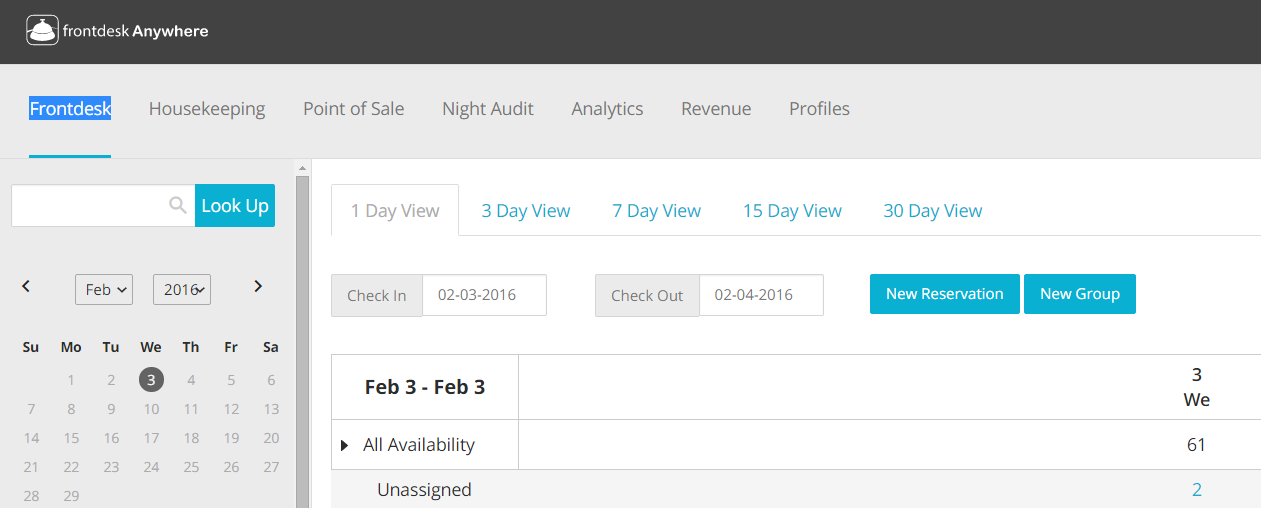 frontdesk Anywhere
Frontdesk Housekeeping Point of Sale Night Audit Analytics Revenue Profiles
Look Up
1 Day View 3 Day View 7 Day View 15 Day View 30 Day View
Feb 2016
Check In 02-03-2016 Check Out 02-04-2016 New Reservation New Group
Su Mo Tu We Th Fr Sa
1 2 3 4 5 6
7 8 9 10 11 12 13
14 15 16 17 18 19 20
21 22 23 24 25 26 27
28 29
Feb 3 - Feb 3
3
We
All Availability 61
Unassigned 2